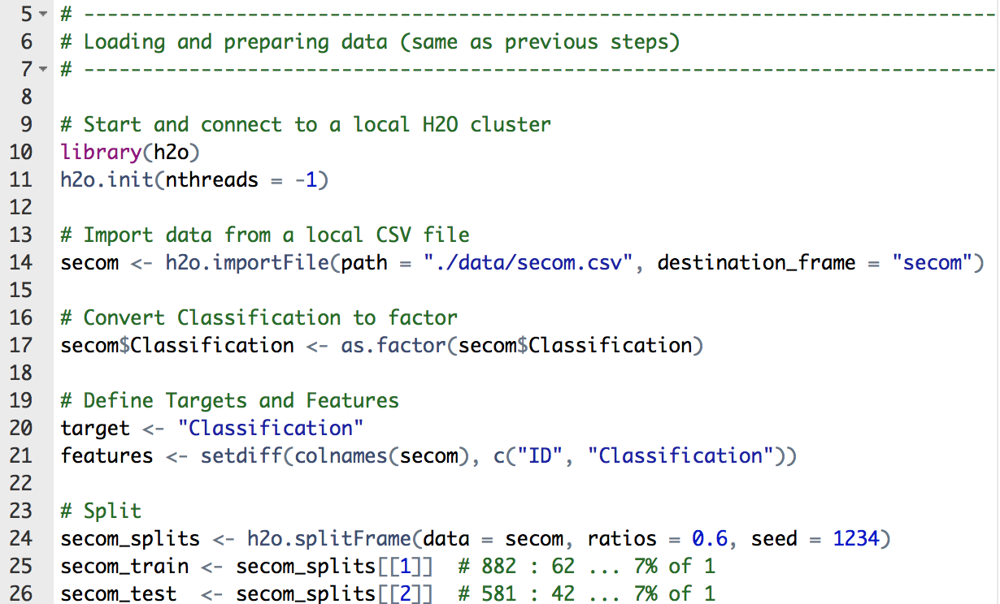 5 # ------------------------------------------------------------------------------
6 # Loading and preparing data (same as previous steps)
7 # ------------------------------------------------------------------------------
8
9 # Start and connect to a local H2O cluster
10 library(h2o)
11 h2o.init(nthreads = -1)
12
13 # Import data from a local CSV file
14 secom <- h2o.importFile(path = "./data/secom.csv", destination_frame = "secom")
15
16 # Convert Classification to factor
17 secom$Classification <- as.factor(secom$Classification)
18
19 # Define Targets and Features
20 target <- "Classification"
21 features <- setdiff(colnames(secom), c("ID", "Classification"))
22
23 # Split
24 secom_splits <- h2o.splitFrame(data = secom, ratios = 0.6, seed = 1234)
25 secom_train <- secom_splits[[1]]  # 882 : 62 ... 7% of 1
26 secom_test  <- secom_splits[[2]]  # 581 : 42 ... 7% of 1